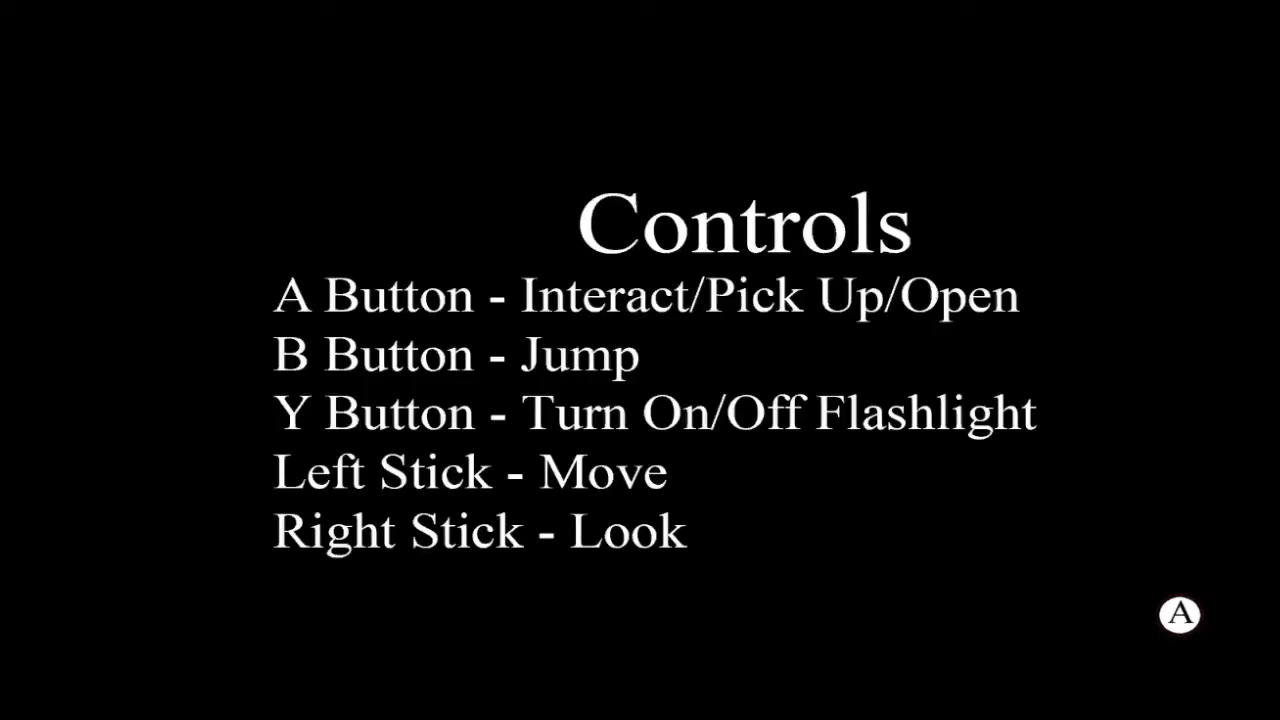 Controls
A Button - Interact/Pick Up/Open
B Button - Jump
Y Button - Turn On/Off Flashlight
Left Stick - Move
Right Stick - Look
A